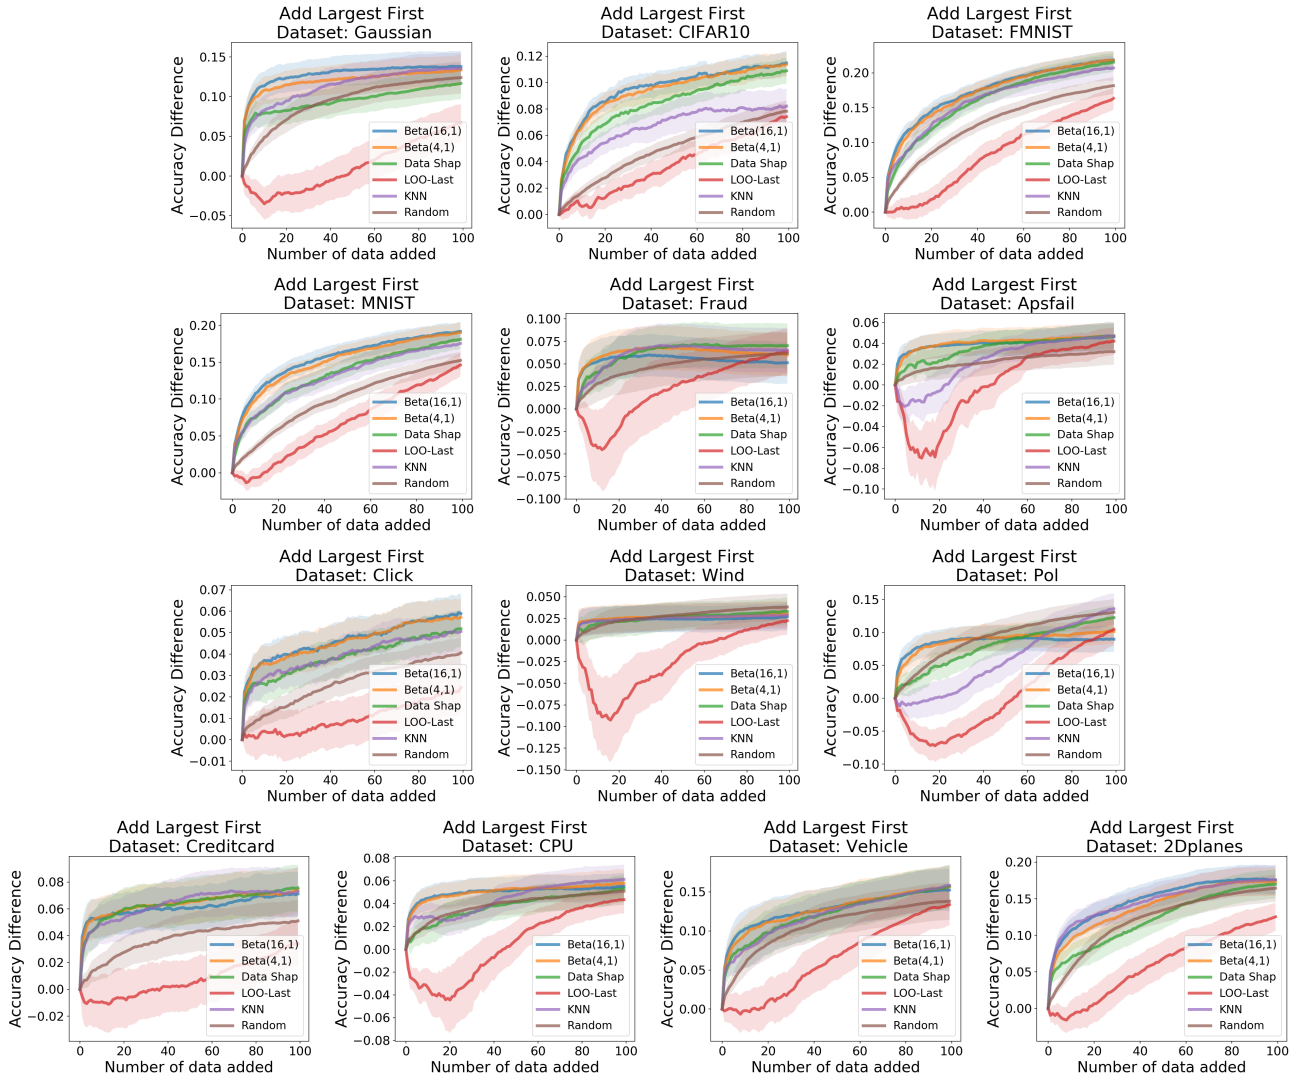 Add Largest First
Dataset: Gaussian
Accuracy Difference
0.15
0.10
0.05
0.00
−0.05
Beta(16,1)
Beta(4,1)
Data Shap
LOO-Last
KNN
Random
0 20 40 60 80 100
Number of data added
Add Largest First
Dataset: CIFAR10
Accuracy Difference
0.12
0.10
0.08
0.06
0.04
0.02
0.00
Beta(16,1)
Beta(4,1)
Data Shap
LOO-Last
KNN
Random
0 20 40 60 80 100
Number of data added
Add Largest First
Dataset: FMNIST
Accuracy Difference
0.20
0.15
0.10
0.05
0.00
Beta(16,1)
Beta(4,1)
Data Shap
LOO-Last
KNN
Random
0 20 40 60 80 100
Number of data added
Add Largest First
Dataset: MNIST
Accuracy Difference
0.20
0.15
0.10
0.05
0.00
Beta(16,1)
Beta(4,1)
Data Shap
LOO-Last
KNN
Random
0 20 40 60 80 100
Number of data added
Add Largest First
Dataset: Fraud
Accuracy Difference
0.100
0.075
0.050
0.025
0.000
−0.025
−0.050
−0.075
−0.100
Beta(16,1)
Beta(4,1)
Data Shap
LOO-Last
KNN
Random
0 20 40 60 80 100
Number of data added
Add Largest First
Dataset: Apsfail
Accuracy Difference
0.06
0.04
0.02
0.00
−0.02
−0.04
−0.06
−0.08
−0.10
Beta(16,1)
Beta(4,1)
Data Shap
LOO-Last
KNN
Random
0 20 40 60 80 100
Number of data added
Add Largest First
Dataset: Click
Accuracy Difference
0.07
0.06
0.05
0.04
0.03
0.02
0.01
0.00
−0.01
Beta(16,1)
Beta(4,1)
Data Shap
LOO-Last
KNN
Random
0 20 40 60 80 100
Number of data added
Add Largest First
Dataset: Wind
Accuracy Difference
0.050
0.025
0.000
−0.025
−0.050
−0.075
−0.100
−0.125
−0.150
Beta(16,1)
Beta(4,1)
Data Shap
LOO-Last
KNN
Random
0 20 40 60 80 100
Number of data added
Add Largest First
Dataset: Pol
Accuracy Difference
0.15
0.10
0.05
0.00
−0.05
−0.10
Beta(16,1)
Beta(4,1)
Data Shap
LOO-Last
KNN
Random
0 20 40 60 80 100
Number of data added
Add Largest First
Dataset: Creditcard
Accuracy Difference
0.08
0.06
0.04
0.02
0.00
−0.02
Beta(16,1)
Beta(4,1)
Data Shap
LOO-Last
KNN
Random
0 20 40 60 80 100
Number of data added
Add Largest First
Dataset: CPU
Accuracy Difference
0.08
0.06
0.04
0.02
0.00
−0.02
−0.04
−0.06
−0.08
Beta(16,1)
Beta(4,1)
Data Shap
LOO-Last
KNN
Random
0 20 40 60 80 100
Number of data added
Add Largest First
Dataset: Vehicle
Accuracy Difference
0.15
0.10
0.05
0.00
Beta(16,1)
Beta(4,1)
Data Shap
LOO-Last
KNN
Random
0 20 40 60 80 100
Number of data added
Add Largest First
Dataset: 2Dplanes
Accuracy Difference
0.20
0.15
0.10
0.05
0.00
Beta(16,1)
Beta(4,1)
Data Shap
LOO-Last
KNN
Random
0 20 40 60 80 100
Number of data added